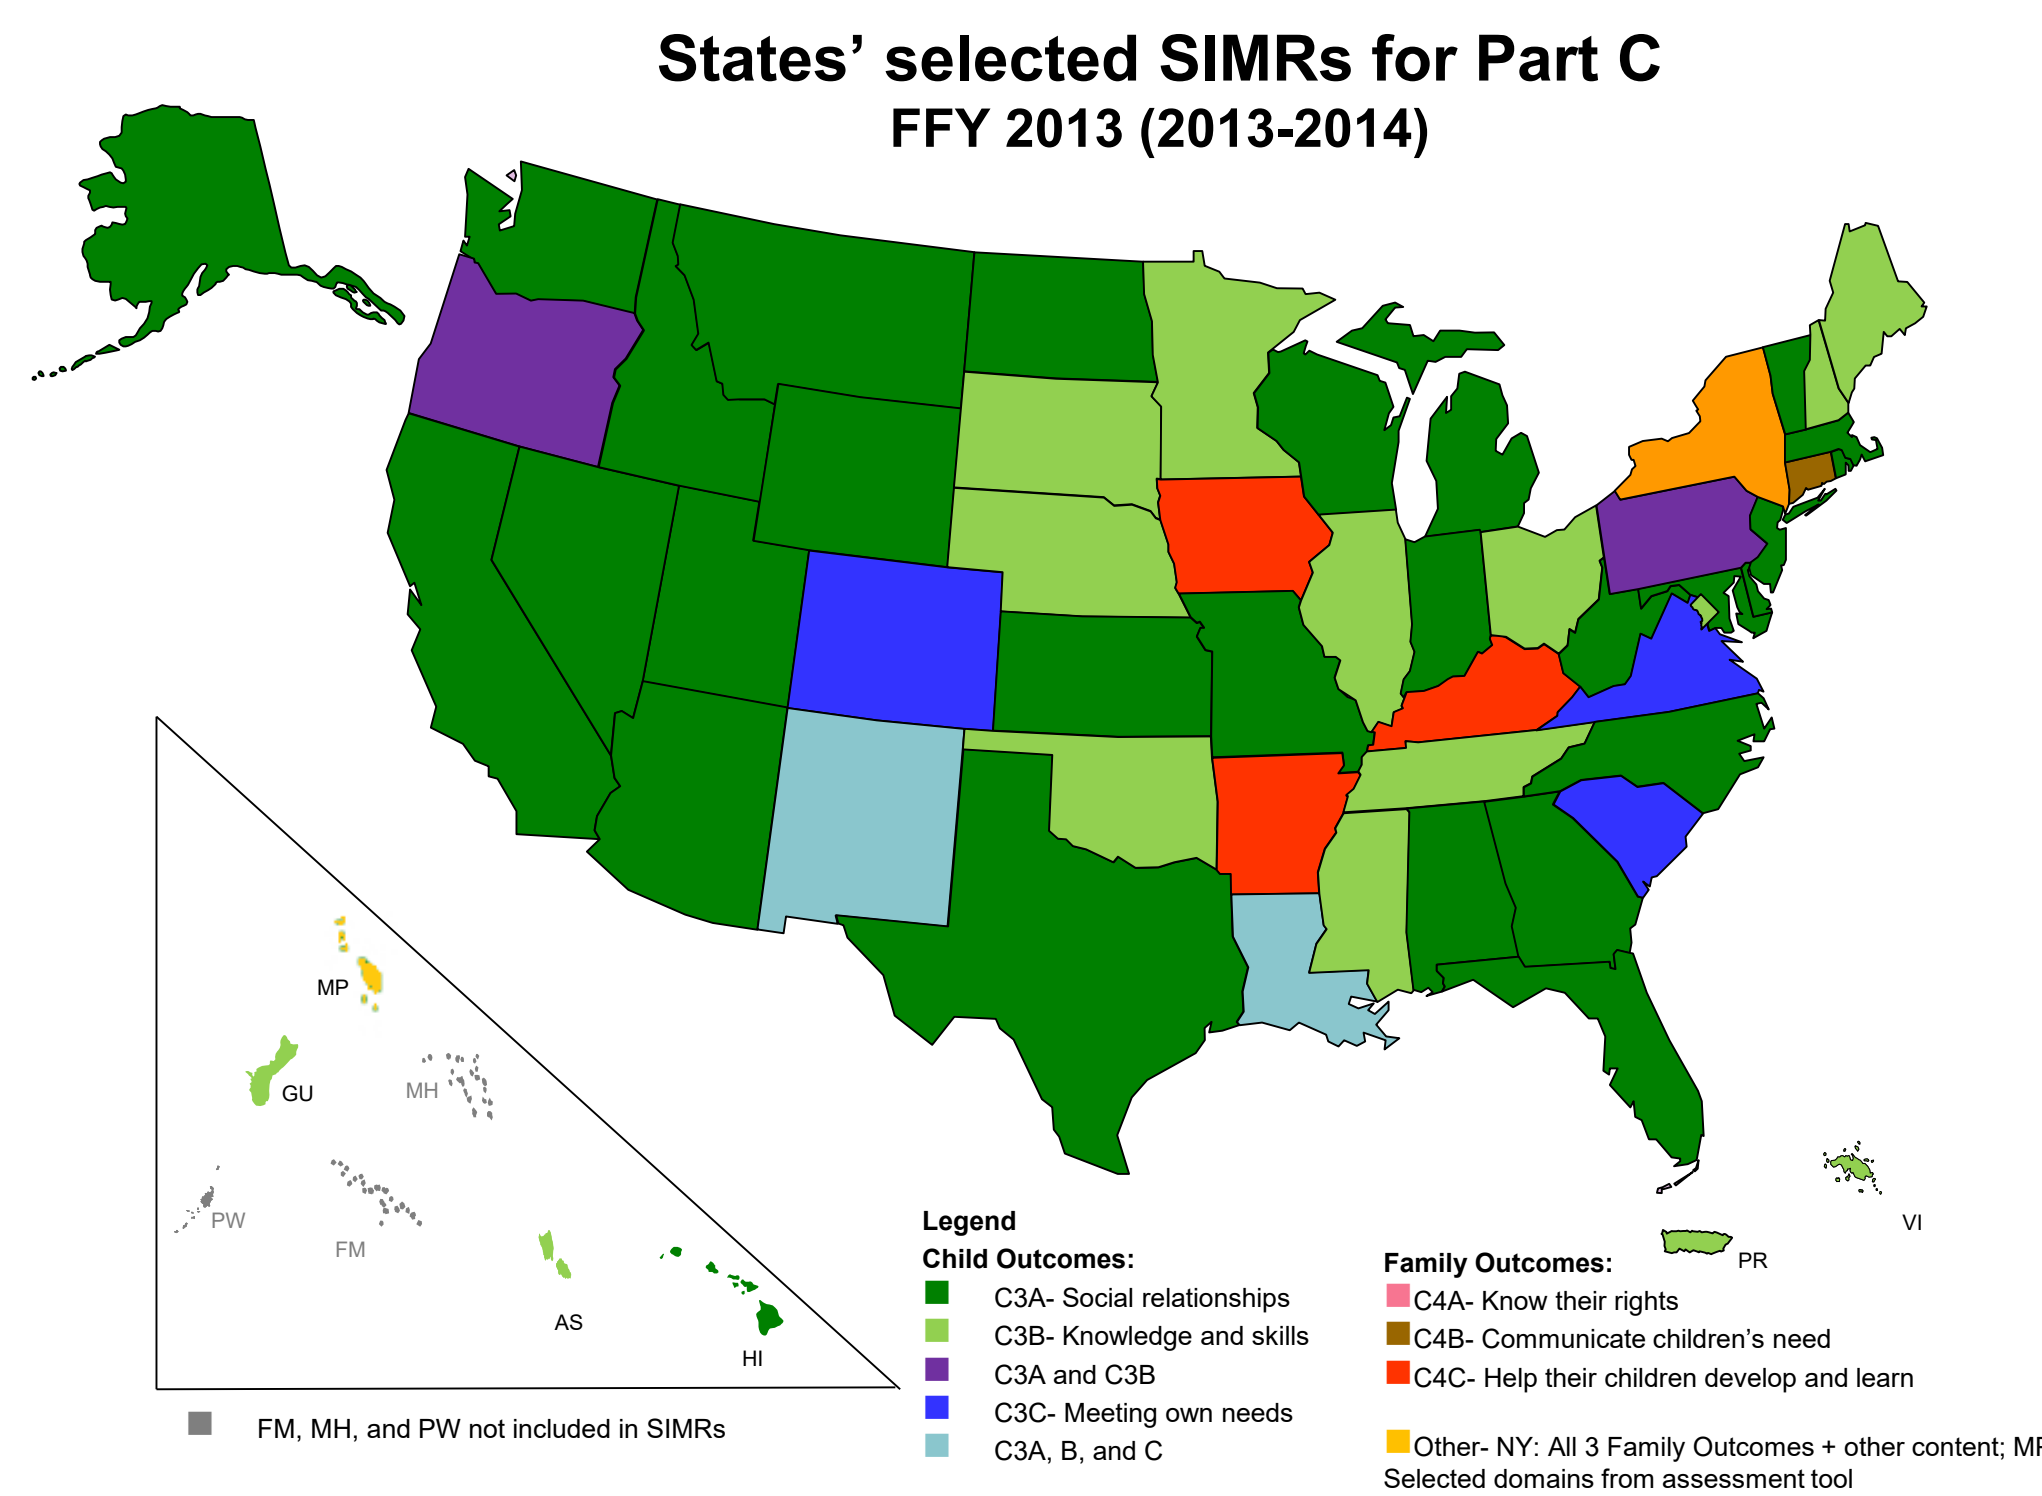 States’ selected SIMRs for Part C
FFY 2013 (2013-2014)
MP
GU
MH
PW
FM
AS
HI
VI
PR
FM, MH, and PW not included in SIMRs
Legend
Child Outcomes:
C3A- Social relationships
C3B- Knowledge and skills
C3A and C3B
C3C- Meeting own needs
C3A, B, and C
Family Outcomes:
C4A- Know their rights
C4B- Communicate children’s need
C4C- Help their children develop and learn
Other- NY: All 3 Family Outcomes + other content;
Selected domains from assessment tool